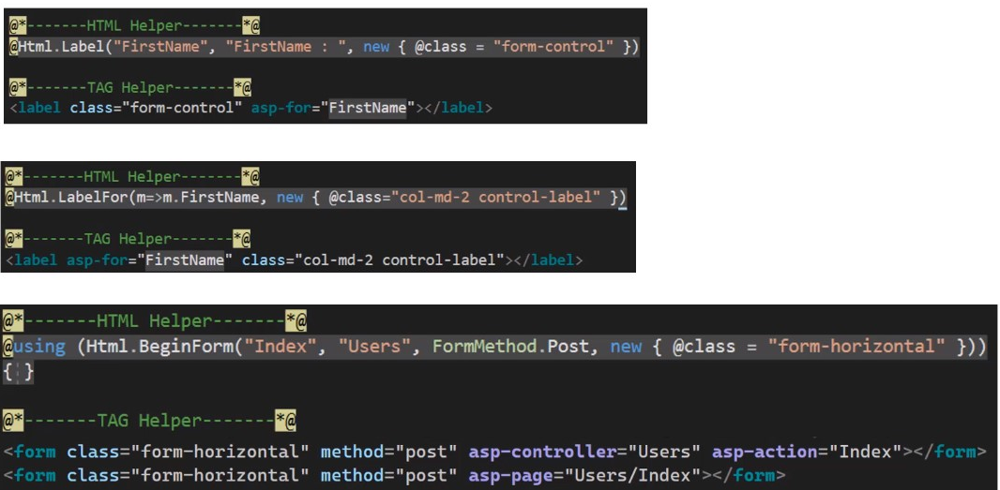 @*-------HTML Helper-------*@
@Html.Label("FirstName", "FirstName : ", new { @class = "form-control" })
@*-------TAG Helper-------*@
<label class="form-control" asp-for="FirstName"></label>
@*-------HTML Helper-------*@
@Html.LabelFor(m=>m.FirstName, new { @class="col-md-2 control-label" })
@*-------TAG Helper-------*@
<label asp-for="FirstName" class="col-md-2 control-label"></label>
@*-------HTML Helper-------*@
@using (Html.BeginForm("Index", "Users", FormMethod.Post, new { @class = "form-horizontal" }))
{ }
@*-------TAG Helper-------*@
<form class="form-horizontal" method="post" asp-controller="Users" asp-action="Index"></form>
<form class="form-horizontal" method="post" asp-page="Users/Index"></form>